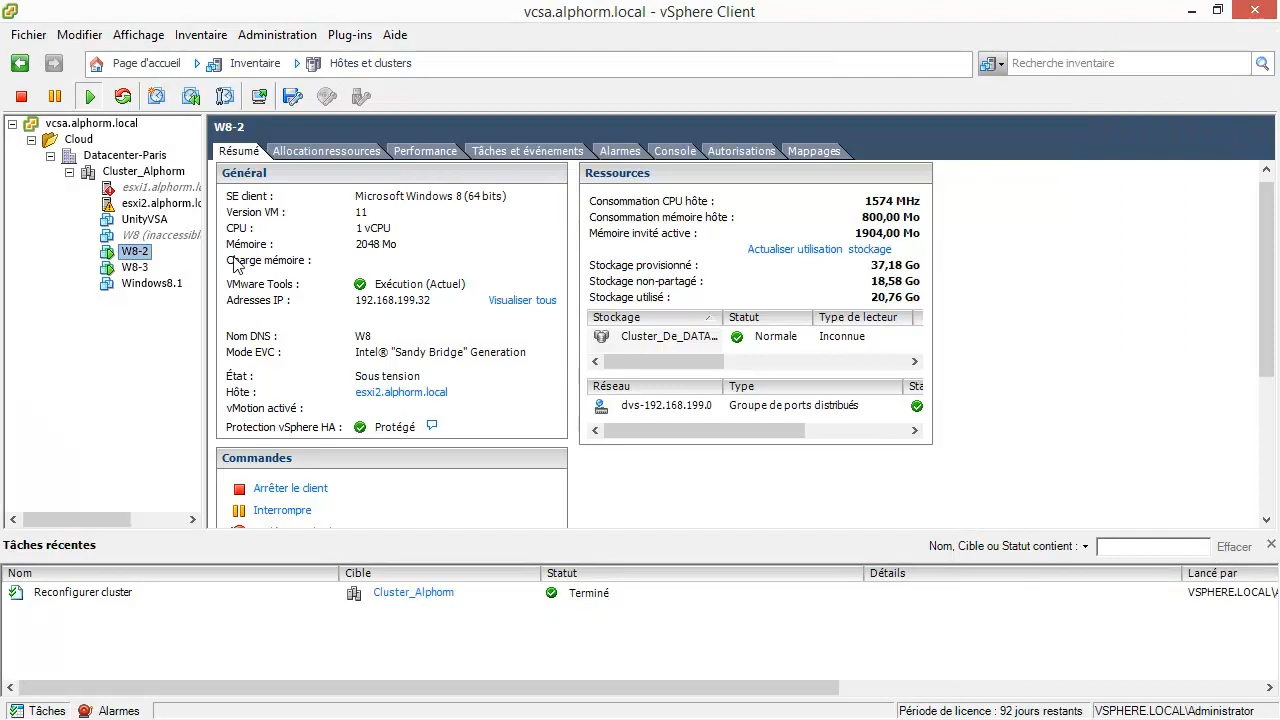 vcsa.alphorm.local - vSphere Client
Fichier Modifier Affichage Inventaire Administration Plug-ins Aide
Page d'accueil Inventaire Hôtes et clusters Recherche inventaire
vcsa.alphorm.local
Cloud
Datacenter-Paris
Cluster_Alphorm
esxi1.alphorm.l
esxi2.alphorm.lo
UnityVSA
W8 (inaccessibl
W8-2
W8-3
Windows8.1
W8-2
Résumé Allocation ressources Performance Tâches et événements Alarmes Console Autorisations Mappages
Général
SE client : Microsoft Windows 8 (64 bits)
Version VM : 11
CPU : 1 vCPU
Mémoire : 2048 Mo
Charge mémoire :
VMware Tools : Exécution (Actuel)
Adresses IP : 192.168.199.32 Visualiser tous
Nom DNS : W8
Mode EVC : Intel® "Sandy Bridge" Generation
État : Sous tension
Hôte : esxi2.alphorm.local
vMotion activé :
Protection vSphere HA : Protégé
Commandes
Arrêter le client
Interrompre
Ressources
Consommation CPU hôte : 1574 MHz
Consommation mémoire hôte : 800,00 Mo
Mémoire invité active : 1904,00 Mo
Actualiser utilisation stockage
Stockage provisionné : 37,18 Go
Stockage non-partagé : 18,58 Go
Stockage utilisé : 20,76 Go
Stockage Statut Type de lecteur
Cluster_De_DATA... Normale Inconnue
Réseau Type Sta
dvs-192.168.199.0 Groupe de ports distribués
Tâches récentes Nom, Cible ou Statut contient : Effacer
Nom Cible Statut Détails Lancé par
Reconfigurer cluster Cluster_Alphorm Terminé VSPHERE.LOCAL\A
Tâches Alarmes Période de licence : 92 jours restants VSPHERE.LOCAL\Administrator